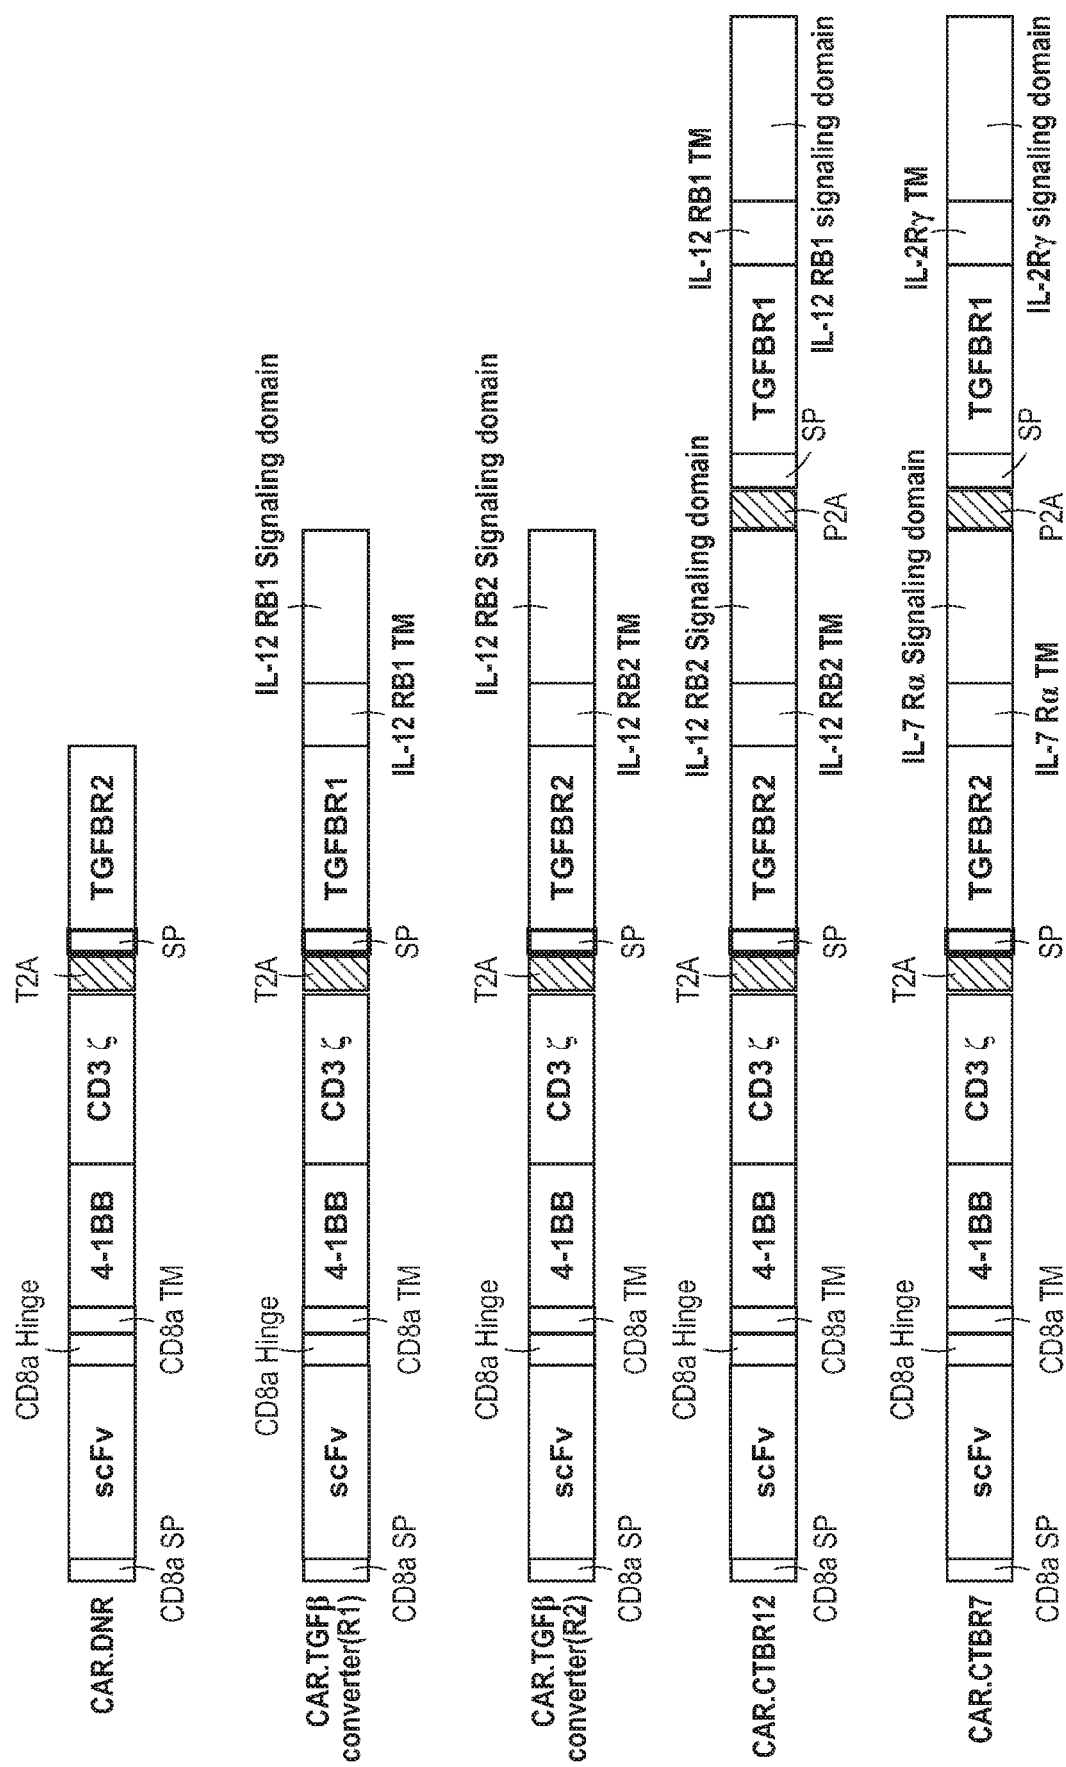 CAR.DNR
CD8a SP
scFv
CD8a Hinge
CD8a TM
4-1BB
CD3 ζ
T2A
SP
TGFBR2
CAR.TGFβ
converter(R1)
CD8a SP
scFv
CD8a Hinge
CD8a TM
4-1BB
CD3 ζ
T2A
SP
TGFBR1
IL-12 RB1 TM
IL-12 RB1 Signaling domain
CAR.TGFβ
converter(R2)
CD8a SP
scFv
CD8a Hinge
CD8a TM
4-1BB
CD3 ζ
T2A
SP
TGFBR2
IL-12 RB2 TM
IL-12 RB2 Signaling domain
CAR.CTBR12
CD8a SP
scFv
CD8a Hinge
CD8a TM
4-1BB
CD3 ζ
T2A
SP
TGFBR2
IL-12 RB2 TM
IL-12 RB2 Signaling domain
P2A
SP
TGFBR1
IL-12 RB1 TM
IL-12 RB1 signaling domain
CAR.CTBR7
CD8a SP
scFv
CD8a Hinge
CD8a TM
4-1BB
CD3 ζ
T2A
SP
TGFBR2
IL-7 Rα TM
IL-7 Rα Signaling domain
P2A
SP
TGFBR1
IL-2Rγ TM
IL-2Rγ signaling domain